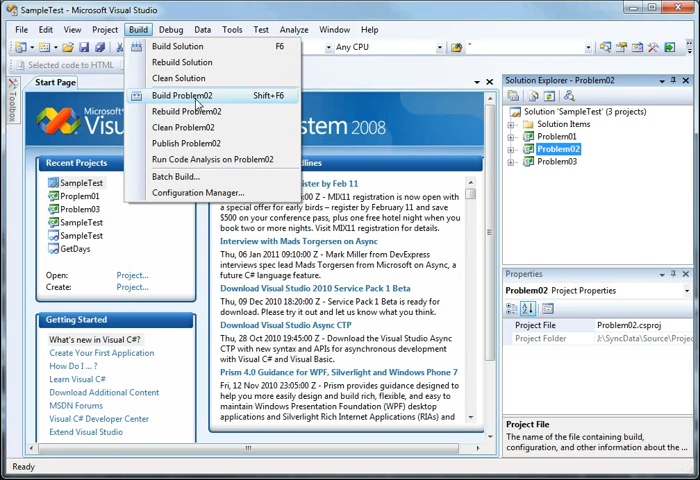 SampleTest - Microsoft Visual Studio
File Edit View Project Build Debug Data Tools Test Analyze Window Help
Any CPU
Selected code to HTML
Build Solution F6
Rebuild Solution
Clean Solution
Build Problem02 Shift+F6
Rebuild Problem02
Clean Problem02
Publish Problem02
Run Code Analysis on Problem02
Batch Build...
Configuration Manager...
Toolbox
Start Page
Microsoft
Visu
stem 2008
Recent Projects
SampleTest
Problem01
Problem03
SampleTest
SampleTest
GetDays
Open: Project...
Create: Project...
Getting Started
What's new in Visual C#?
Create Your First Application
How Do I ... ?
Learn Visual C#
Download Additional Content
MSDN Forums
Visual C# Developer Center
Extend Visual Studio
dlines
ister by Feb 11
Z - MIX11 registration is now open with
a special offer for early birds – register by February 11 and save
$500 on your conference pass, plus one free hotel night when you
book two or more nights. Visit MIX11 registration for details.
Interview with Mads Torgersen on Async
Thu, 06 Jan 2011 09:10:00 Z - Mark Miller from DevExpress
interviews spec lead Mads Torgersen from Microsoft on Async, a
future C# language feature.
Download Visual Studio 2010 Service Pack 1 Beta
Thu, 09 Dec 2010 18:20:00 Z - Service Pack 1 Beta is ready for
download. Please try it out and let us know what you think.
Download Visual Studio Async CTP
Thu, 28 Oct 2010 19:45:00 Z - Download the Visual Studio Async
CTP with new syntax and APIs for asynchronous development
with Visual C# and Visual Basic.
Prism 4.0 Guidance for WPF, Silverlight and Windows Phone 7
Fri, 12 Nov 2010 23:05:00 Z - Prism provides guidance designed to
help you more easily design and build rich, flexible, and easy to
maintain Windows Presentation Foundation (WPF) desktop
applications and Silverlight Rich Internet Applications (RIAs) and
Solution Explorer - Problem02
Solution 'SampleTest' (3 projects)
Solution Items
Problem01
Problem02
Problem03
Properties
Problem02 Project Properties
Project File Problem02.csproj
Project Folder J:\SyncData\Source\Proje
Project File
The name of the file containing build,
configuration, and other information about the ...
Ready